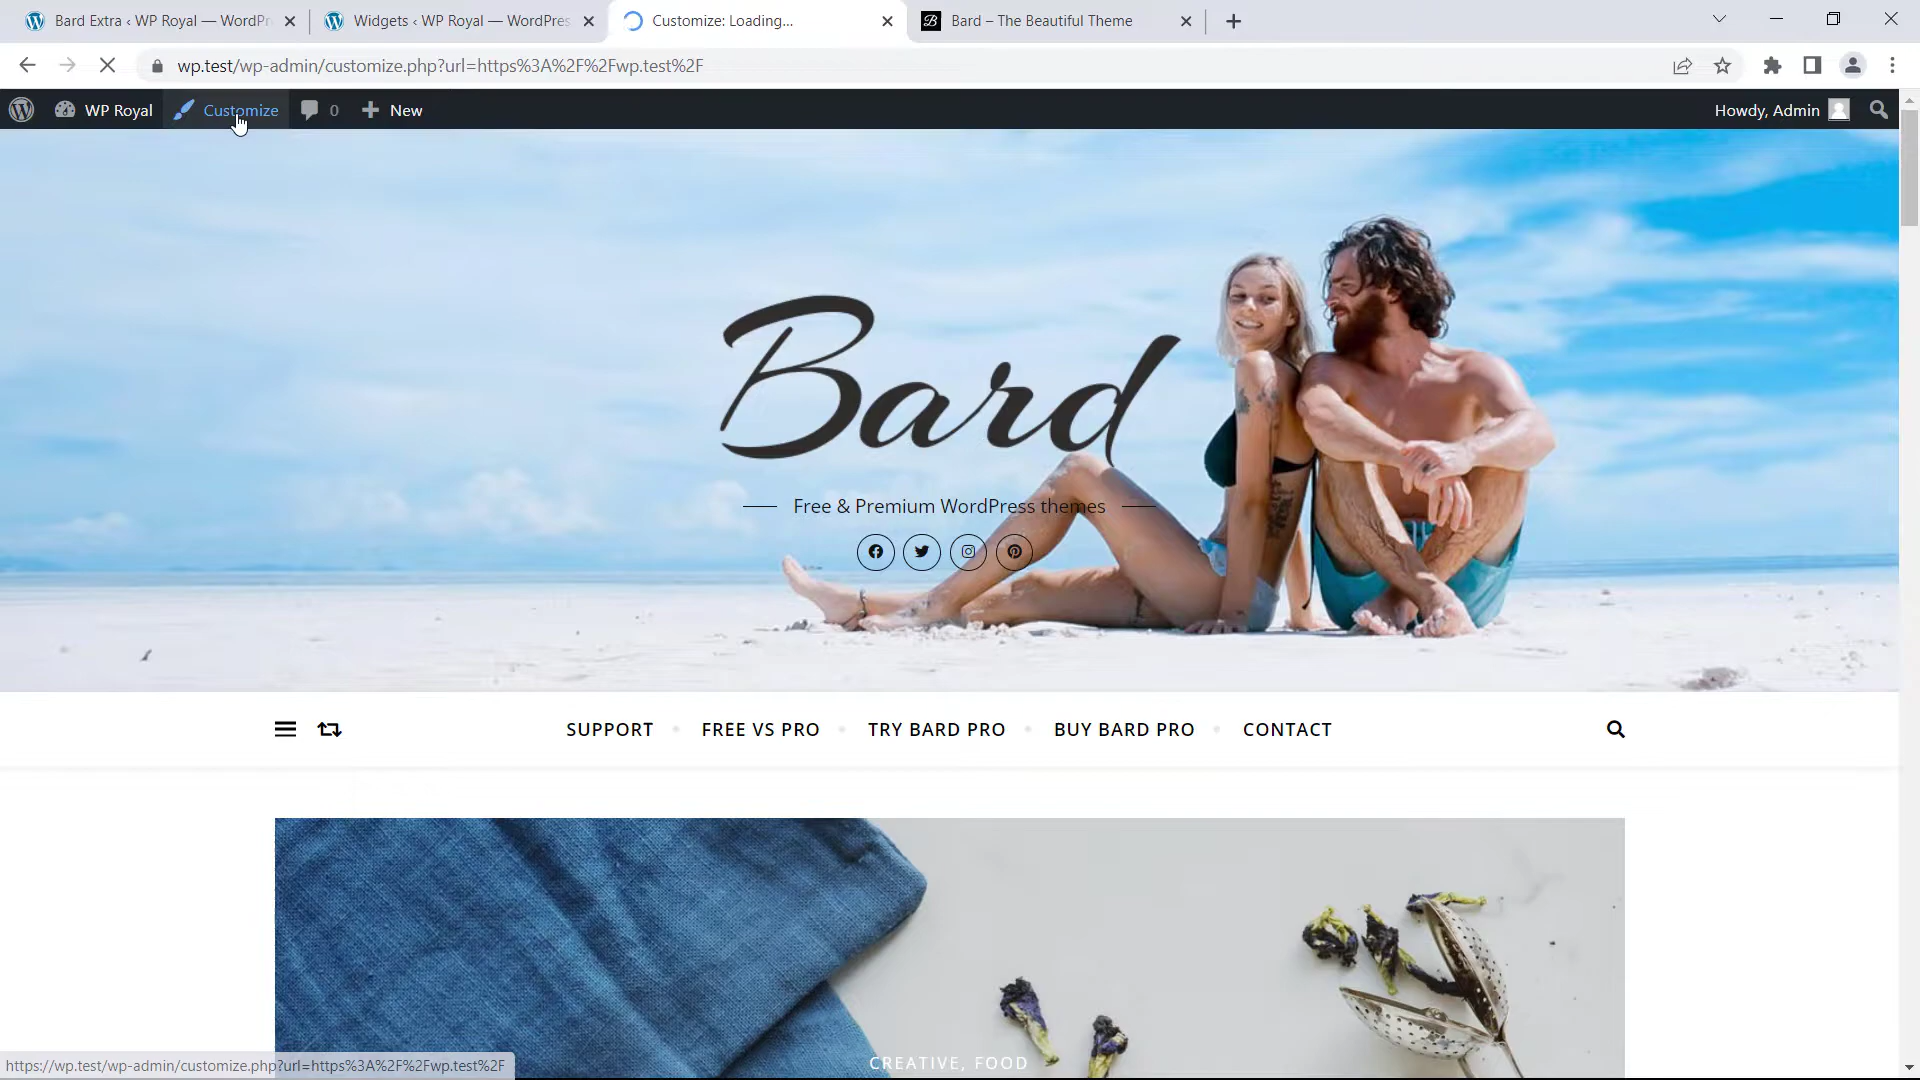 Bard Extra ‹ WP Royal — WordPr
Widgets ‹ WP Royal — WordPres
Customize: Loading...
Bard – The Beautiful Theme
wp.test/wp-admin/customize.php?url=https%3A%2F%2Fwp.test%2F
WP Royal
Customize
0
New
Howdy, Admin
Bard
Free & Premium WordPress themes
SUPPORT
FREE VS PRO
TRY BARD PRO
BUY BARD PRO
CONTACT
CREATIVE, FOOD
https://wp.test/wp-admin/customize.php?url=https%3A%2F%2Fwp.test%2F